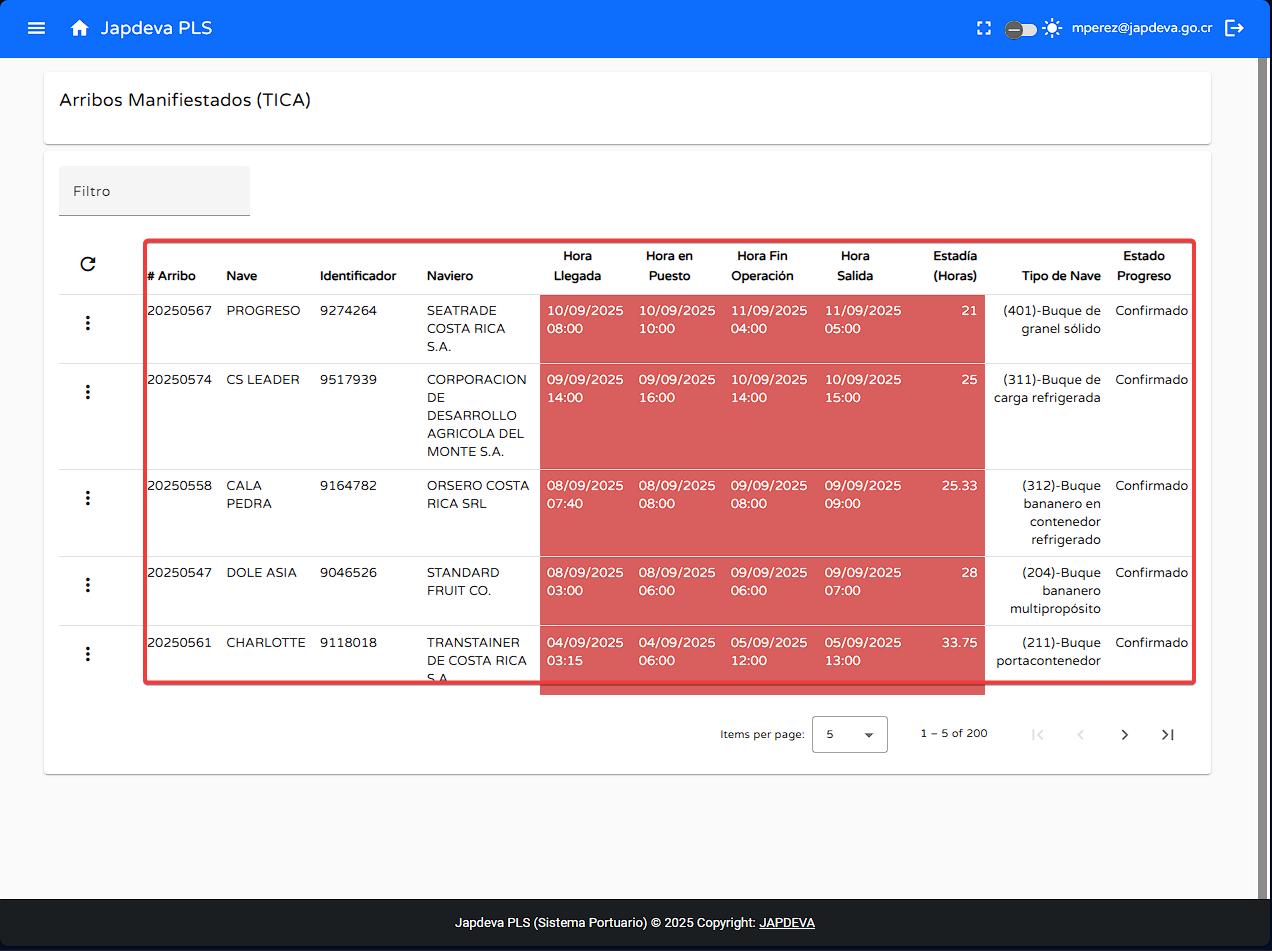 Japdeva PLS
mperez@japdeva.go.cr
Arribos Manifiestados (TICA)
Filtro
# Arribo Nave Identificador Naviero Hora Llegada Hora en Puesto Hora Fin Operación Hora Salida Estadía (Horas) Tipo de Nave Estado Progreso
20250567 PROGRESO 9274264 SEATRADE COSTA RICA S.A. 10/09/2025 08:00 10/09/2025 10:00 11/09/2025 04:00 11/09/2025 05:00 21 (401)-Buque de granel sólido Confirmado
20250574 CS LEADER 9517939 CORPORACION DE DESARROLLO AGRICOLA DEL MONTE S.A. 09/09/2025 14:00 09/09/2025 16:00 10/09/2025 14:00 10/09/2025 15:00 25 (311)-Buque de carga refrigerada Confirmado
20250558 CALA PEDRA 9164782 ORSERO COSTA RICA SRL 08/09/2025 07:40 08/09/2025 08:00 09/09/2025 08:00 09/09/2025 09:00 25.33 (312)-Buque bananero en contenedor refrigerado Confirmado
20250547 DOLE ASIA 9046526 STANDARD FRUIT CO. 08/09/2025 03:00 08/09/2025 06:00 09/09/2025 06:00 09/09/2025 07:00 28 (204)-Buque bananero multipropósito Confirmado
20250561 CHARLOTTE 9118018 TRANSTAINER DE COSTA RICA S.A. 04/09/2025 03:15 04/09/2025 06:00 05/09/2025 12:00 05/09/2025 13:00 33.75 (211)-Buque portacontenedor Confirmado
Items per page: 5 1 – 5 of 200
Japdeva PLS (Sistema Portuario) © 2025 Copyright: JAPDEVA